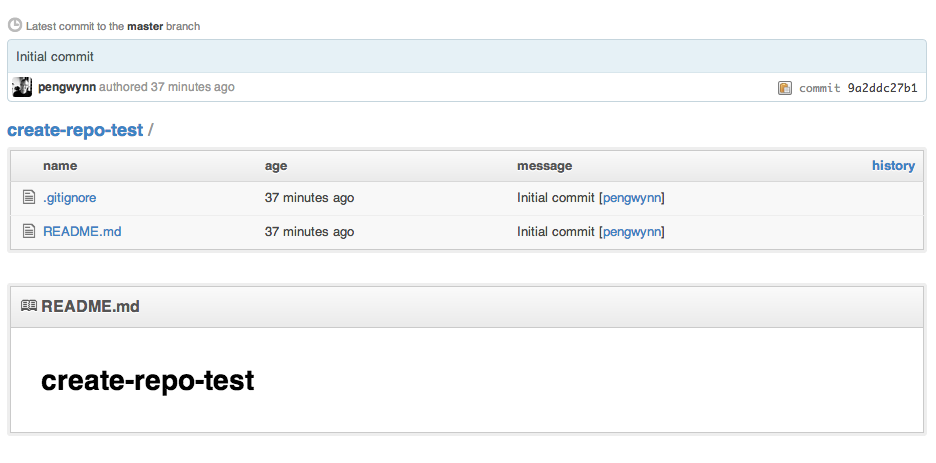 Latest commit to the master branch
Initial commit
pengwynn authored 37 minutes ago commit 9a2ddc27b1
create-repo-test /
name age message history
.gitignore 37 minutes ago Initial commit [pengwynn]
README.md 37 minutes ago Initial commit [pengwynn]
README.md
create-repo-test